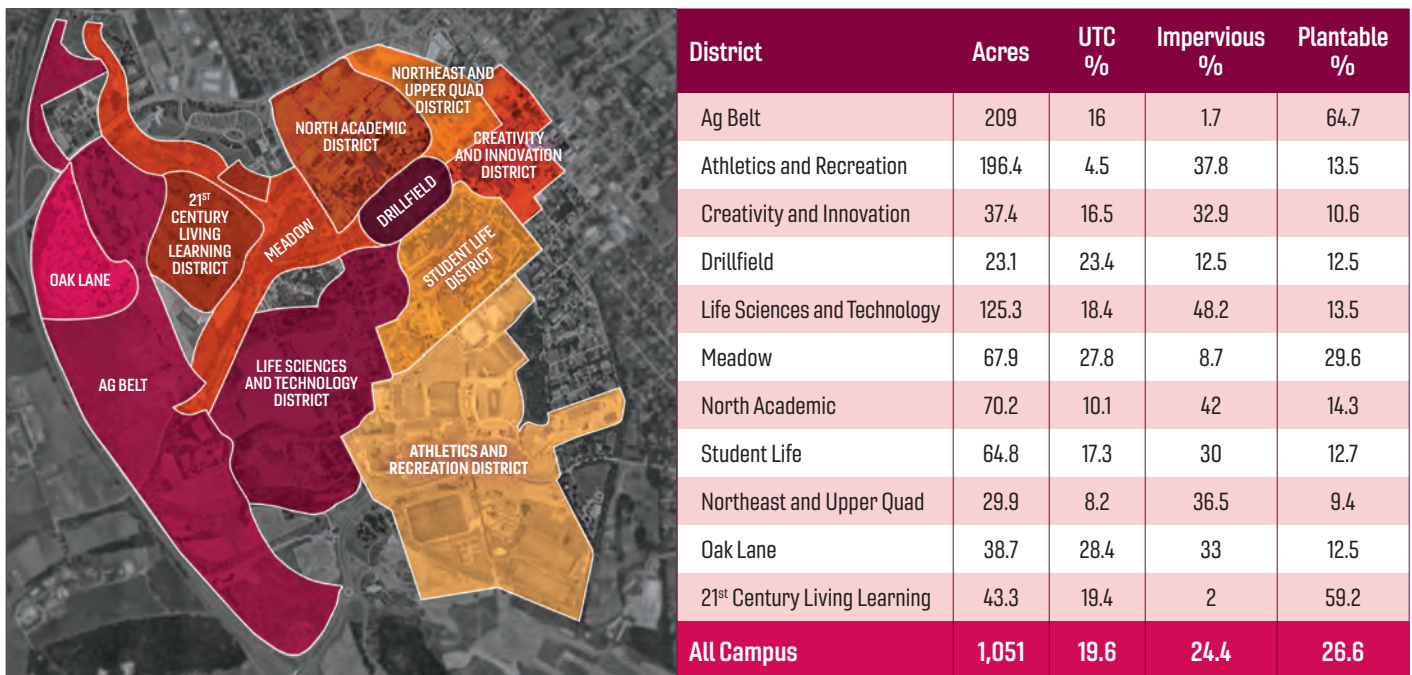 NORTHEAST AND
UPPER QUAD
DISTRICT
NORTH ACADEMIC
DISTRICT
CREATIVITY
AND INNOVATION
DISTRICT
DRILLFIELD
21ST
CENTURY
LIVING
LEARNING
DISTRICT
MEADOW
STUDENT LIFE
DISTRICT
OAK LANE
AG BELT
LIFE SCIENCES
AND TECHNOLOGY
DISTRICT
ATHLETICS AND
RECREATION DISTRICT
District Acres UTC % Impervious % Plantable %
Ag Belt 209 16 1.7 64.7
Athletics and Recreation 196.4 4.5 37.8 13.5
Creativity and Innovation 37.4 16.5 32.9 10.6
Drillfield 23.1 23.4 12.5 12.5
Life Sciences and Technology 125.3 18.4 48.2 13.5
Meadow 67.9 27.8 8.7 29.6
North Academic 70.2 10.1 42 14.3
Student Life 64.8 17.3 30 12.7
Northeast and Upper Quad 29.9 8.2 36.5 9.4
Oak Lane 38.7 28.4 33 12.5
21st Century Living Learning 43.3 19.4 2 59.2
All Campus 1,051 19.6 24.4 26.6